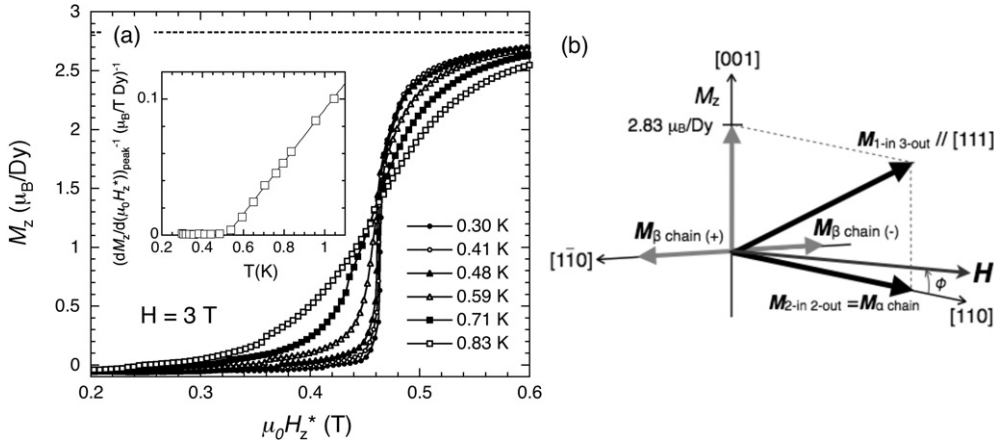 (a)
3
2.5
2
1.5
1
0.5
0
M_z (μ_B/Dy)
(dM_z/d(μ_0H_z*))_peak^-1 (μ_B/T Dy)^-1
0.1
0
0 0.2 0.4 0.6 0.8 1
T(K)
H = 3 T
0.30 K
0.41 K
0.48 K
0.59 K
0.71 K
0.83 K
0.2 0.3 0.4 0.5 0.6
μ_0H_z* (T)
(b)
[001]
M_z
2.83 μ_B/Dy
M_1-in 3-out // [111]
M_β chain (+)
M_β chain (-)
[11̄0]
H
ϕ
M_2-in 2-out = M_α chain
[110]